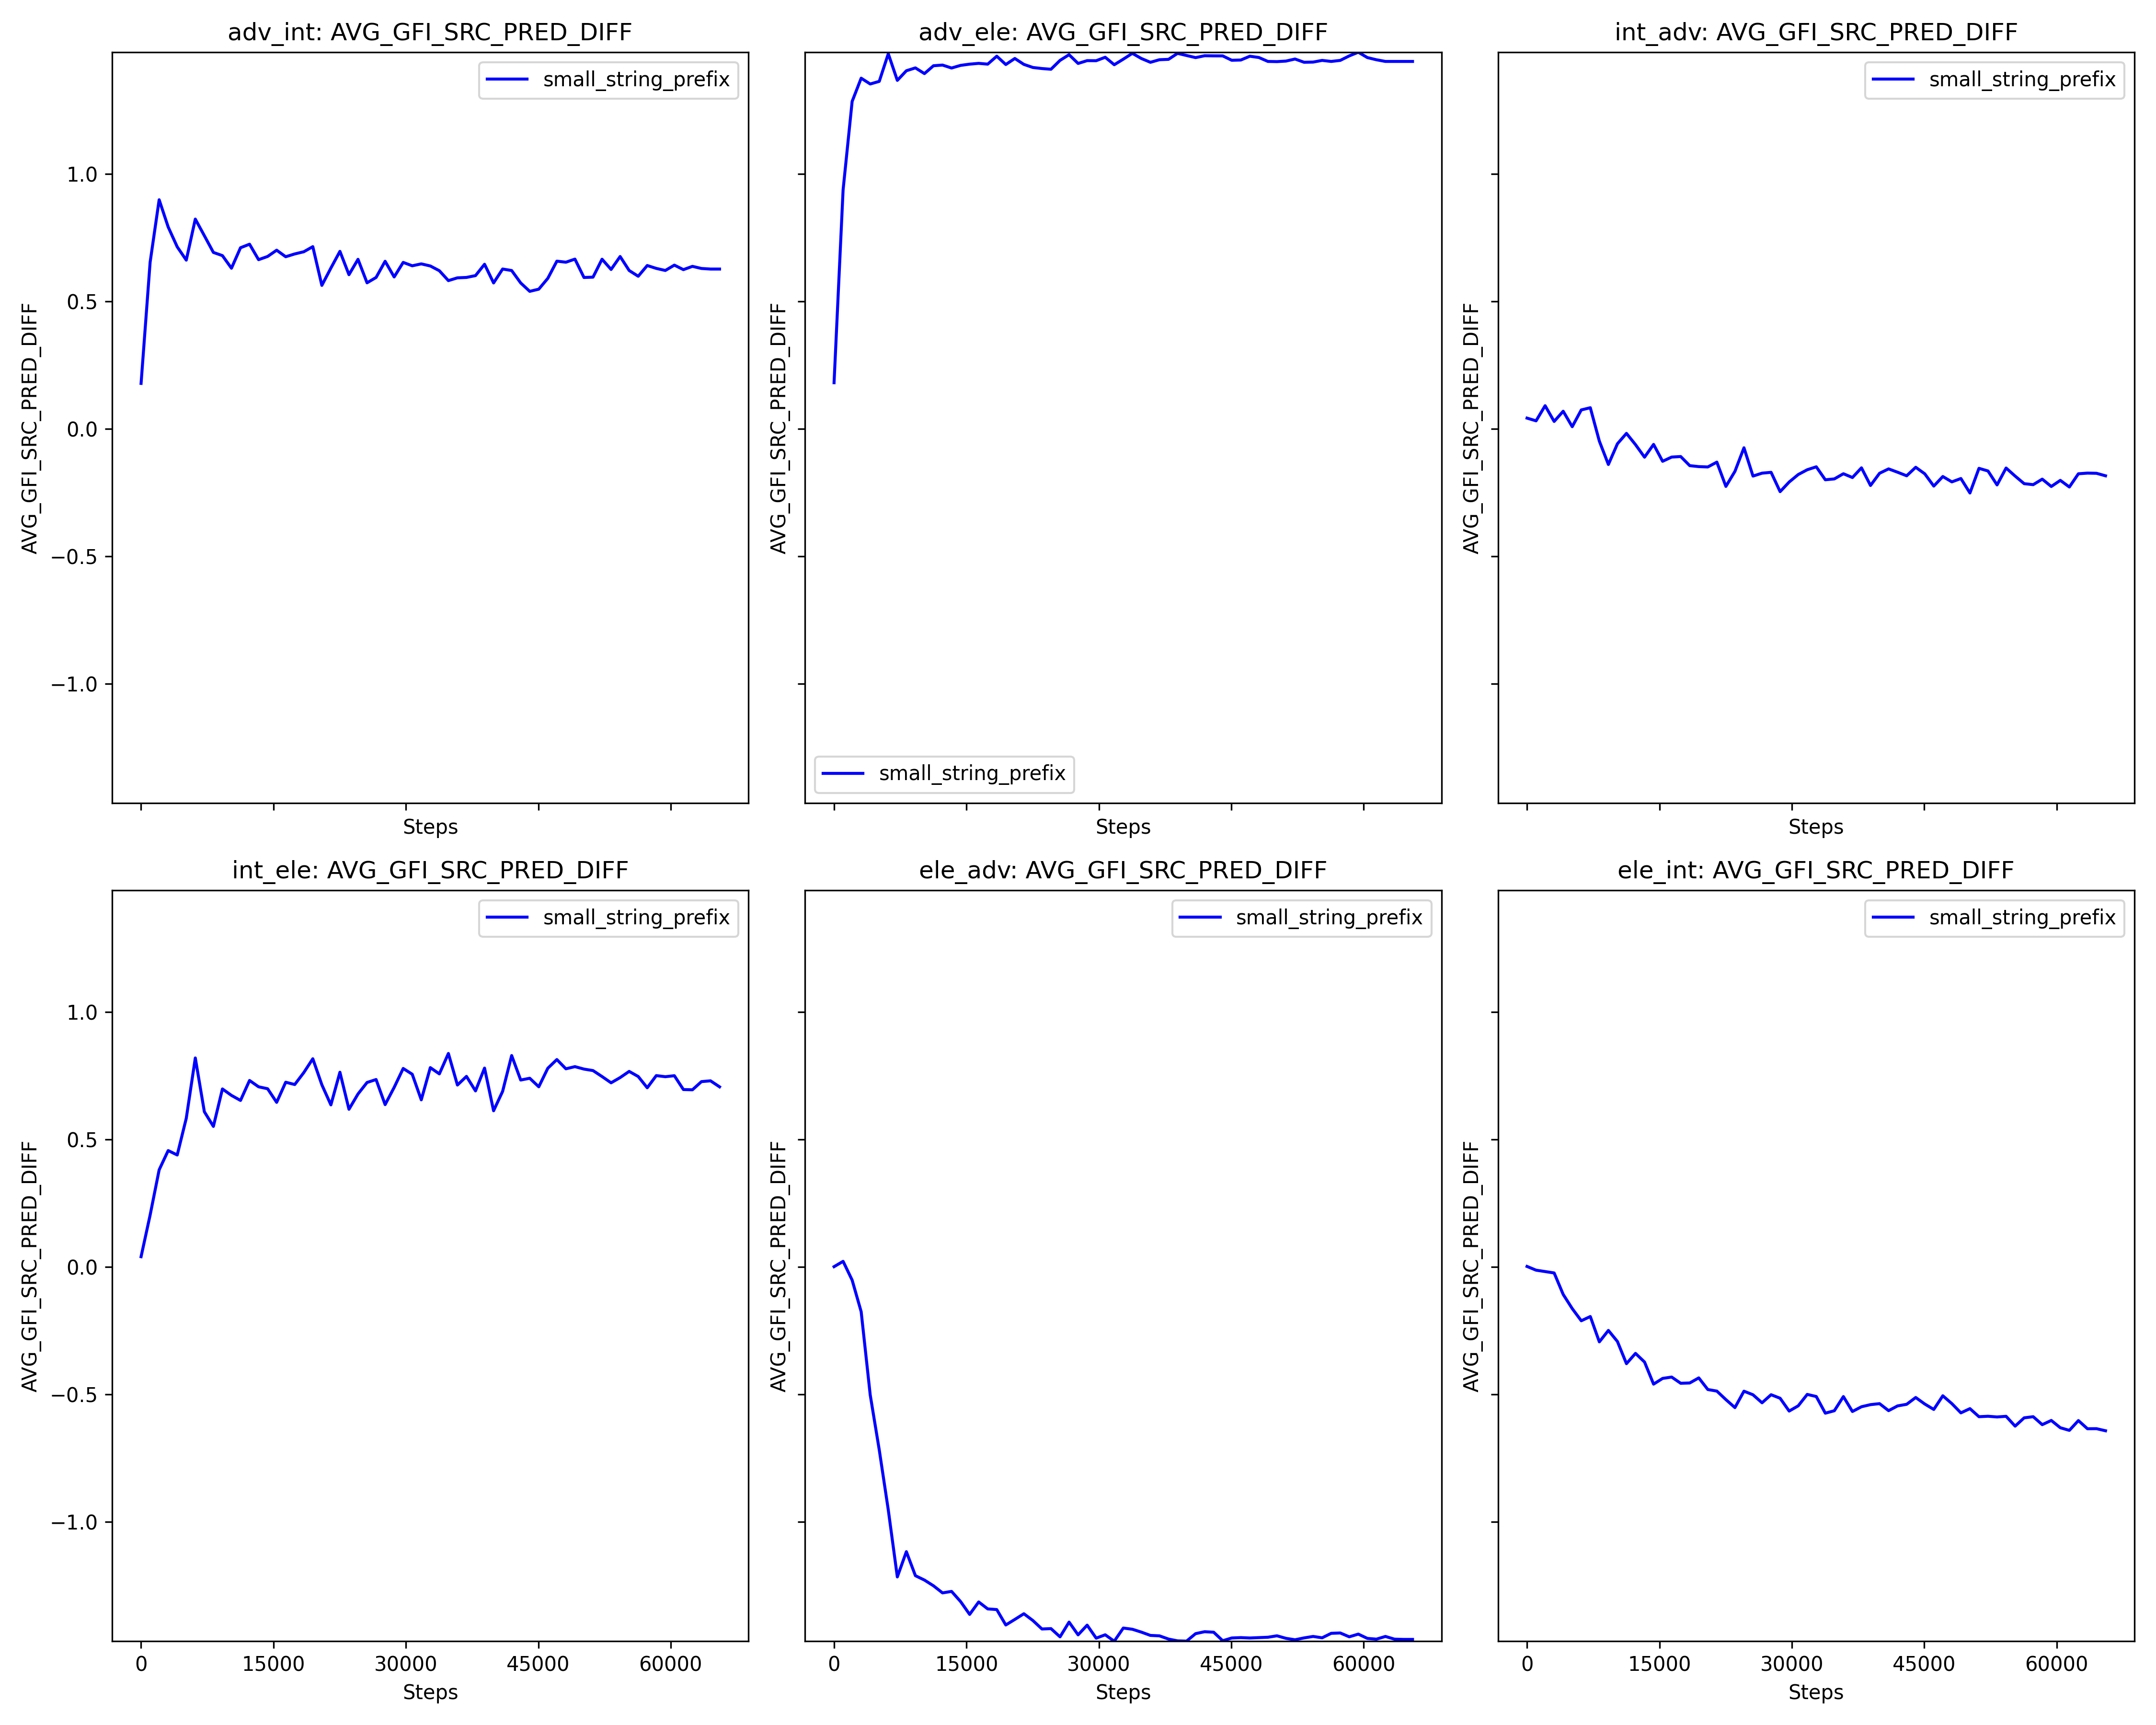 adv_int: AVG_GFI_SRC_PRED_DIFF
adv_ele: AVG_GFI_SRC_PRED_DIFF
int_adv: AVG_GFI_SRC_PRED_DIFF
AVG_GFI_SRC_PRED_DIFF
1.0
0.5
0.0
−0.5
−1.0
small_string_prefix
Steps
AVG_GFI_SRC_PRED_DIFF
small_string_prefix
Steps
AVG_GFI_SRC_PRED_DIFF
small_string_prefix
Steps
int_ele: AVG_GFI_SRC_PRED_DIFF
ele_adv: AVG_GFI_SRC_PRED_DIFF
ele_int: AVG_GFI_SRC_PRED_DIFF
AVG_GFI_SRC_PRED_DIFF
1.0
0.5
0.0
−0.5
−1.0
small_string_prefix
0 15000 30000 45000 60000
Steps
AVG_GFI_SRC_PRED_DIFF
small_string_prefix
0 15000 30000 45000 60000
Steps
AVG_GFI_SRC_PRED_DIFF
small_string_prefix
0 15000 30000 45000 60000
Steps